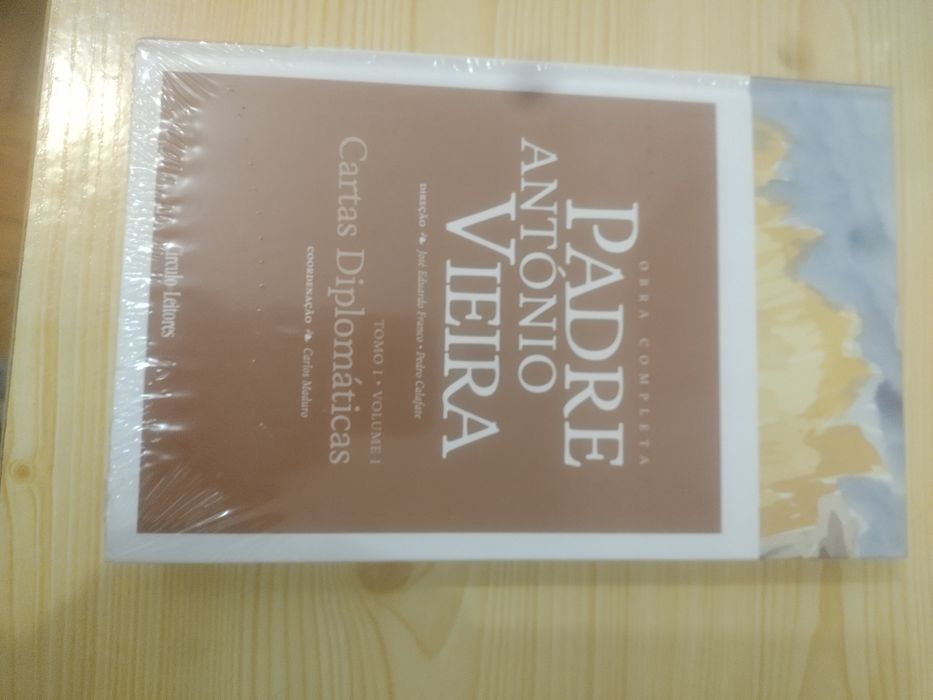 OBRA COMPLETA
PADRE
ANTÓNIO
VIEIRA
DIREÇÃO ❧ José Eduardo Franco • Pedro Calafate
TOMO I • VOLUME I
Cartas Diplomáticas
COORDENAÇÃO ❧ Carlos Maduro
Círculo Leitores